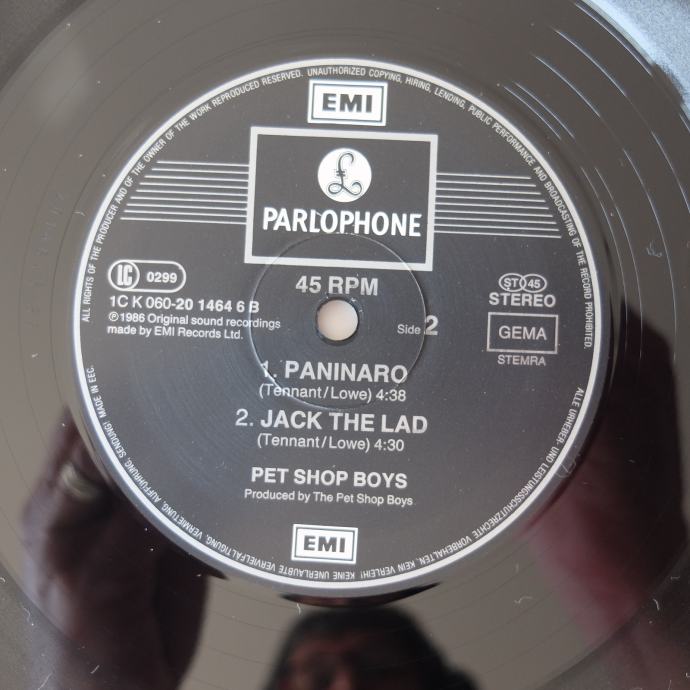 ALL RIGHTS OF THE PRODUCER AND OF THE OWNER OF THE WORK REPRODUCED RESERVED. UNAUTHORIZED COPYING, HIRING, LENDING, PUBLIC PERFORMANCE AND BROADCASTING OF THE RECORD PROHIBITED.
EMI
£
PARLOPHONE
LC 0299
45 RPM
ST 45
STEREO
1C K 060-20 1464 6 B
℗1986 Original sound recordings
made by EMI Records Ltd.
Side 2
GEMA
STEMRA
1. PANINARO
(Tennant/Lowe) 4:38
2. JACK THE LAD
(Tennant/Lowe) 4:30
PET SHOP BOYS
Produced by The Pet Shop Boys
EMI
ALLE URHEBER- UND LEISTUNGSSCHUTZRECHTE VORBEHALTEN. KEIN VERLEIH! KEINE UNERLAUBTE VERVIELFÄLTIGUNG, VERMIETUNG, AUFFÜHRUNG, SENDUNG! MADE IN EEC.